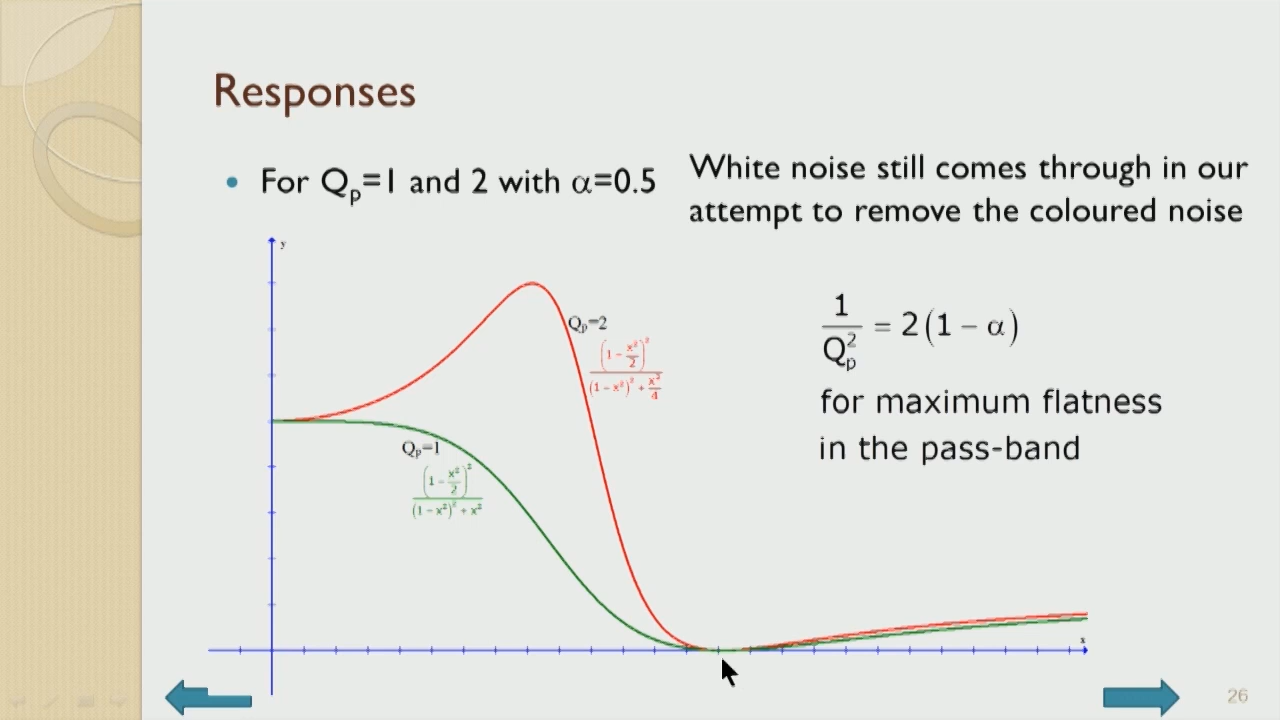 Responses
• For Qp=1 and 2 with α=0.5
White noise still comes through in our
attempt to remove the coloured noise
y
Qp=2
(1 - x²/2)² / ((1 - x²)² + x²/4)
Qp=1
(1 - x²/2)² / ((1 - x²)² + x²)
1/Qp² = 2(1 − α)
for maximum flatness
in the pass-band
x
26